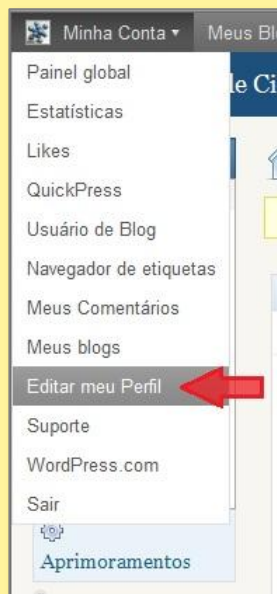 Minha Conta ▾ Meus Bl
Painel global
e Ci
Estatísticas
Likes
QuickPress
Usuário de Blog
Navegador de etiquetas
Meus Comentários
Meus blogs
Editar meu Perfil
Suporte
WordPress.com
Sair
Aprimoramentos